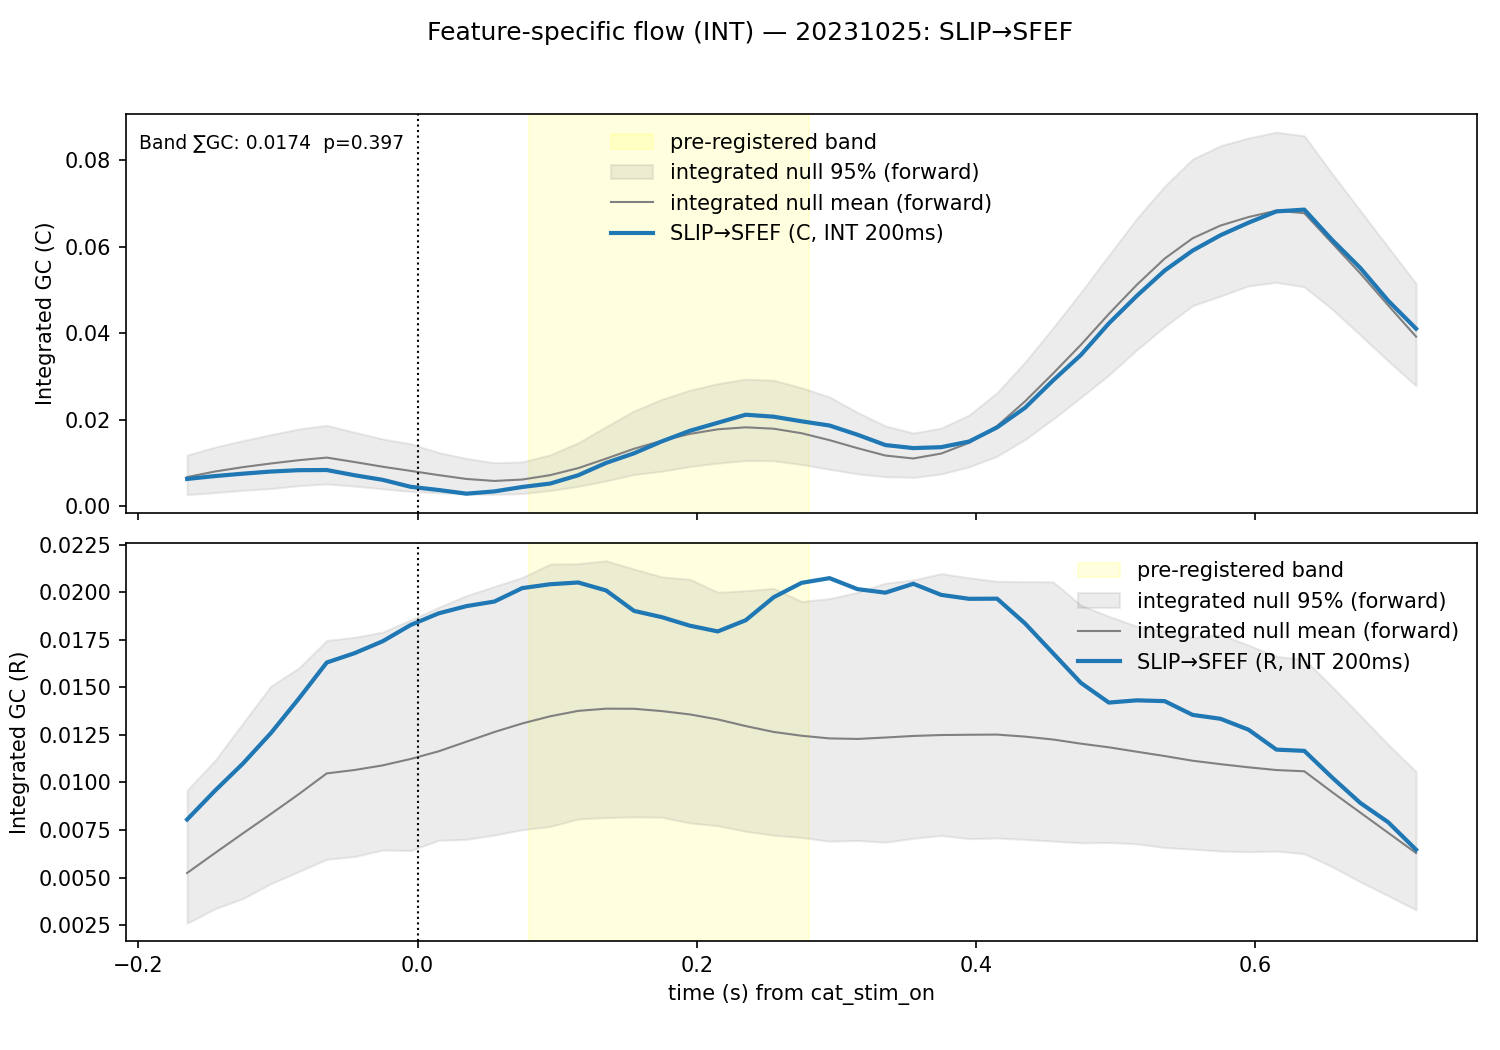 Feature-specific flow (INT) — 20231025: SLIP→SFEF
Band ∑GC: 0.0174  p=0.397
pre-registered band
integrated null 95% (forward)
integrated null mean (forward)
SLIP→SFEF (C, INT 200ms)
Integrated GC (C)
0.08
0.06
0.04
0.02
0.00
pre-registered band
integrated null 95% (forward)
integrated null mean (forward)
SLIP→SFEF (R, INT 200ms)
Integrated GC (R)
0.0225
0.0200
0.0175
0.0150
0.0125
0.0100
0.0075
0.0050
0.0025
−0.2 0.0 0.2 0.4 0.6
time (s) from cat_stim_on